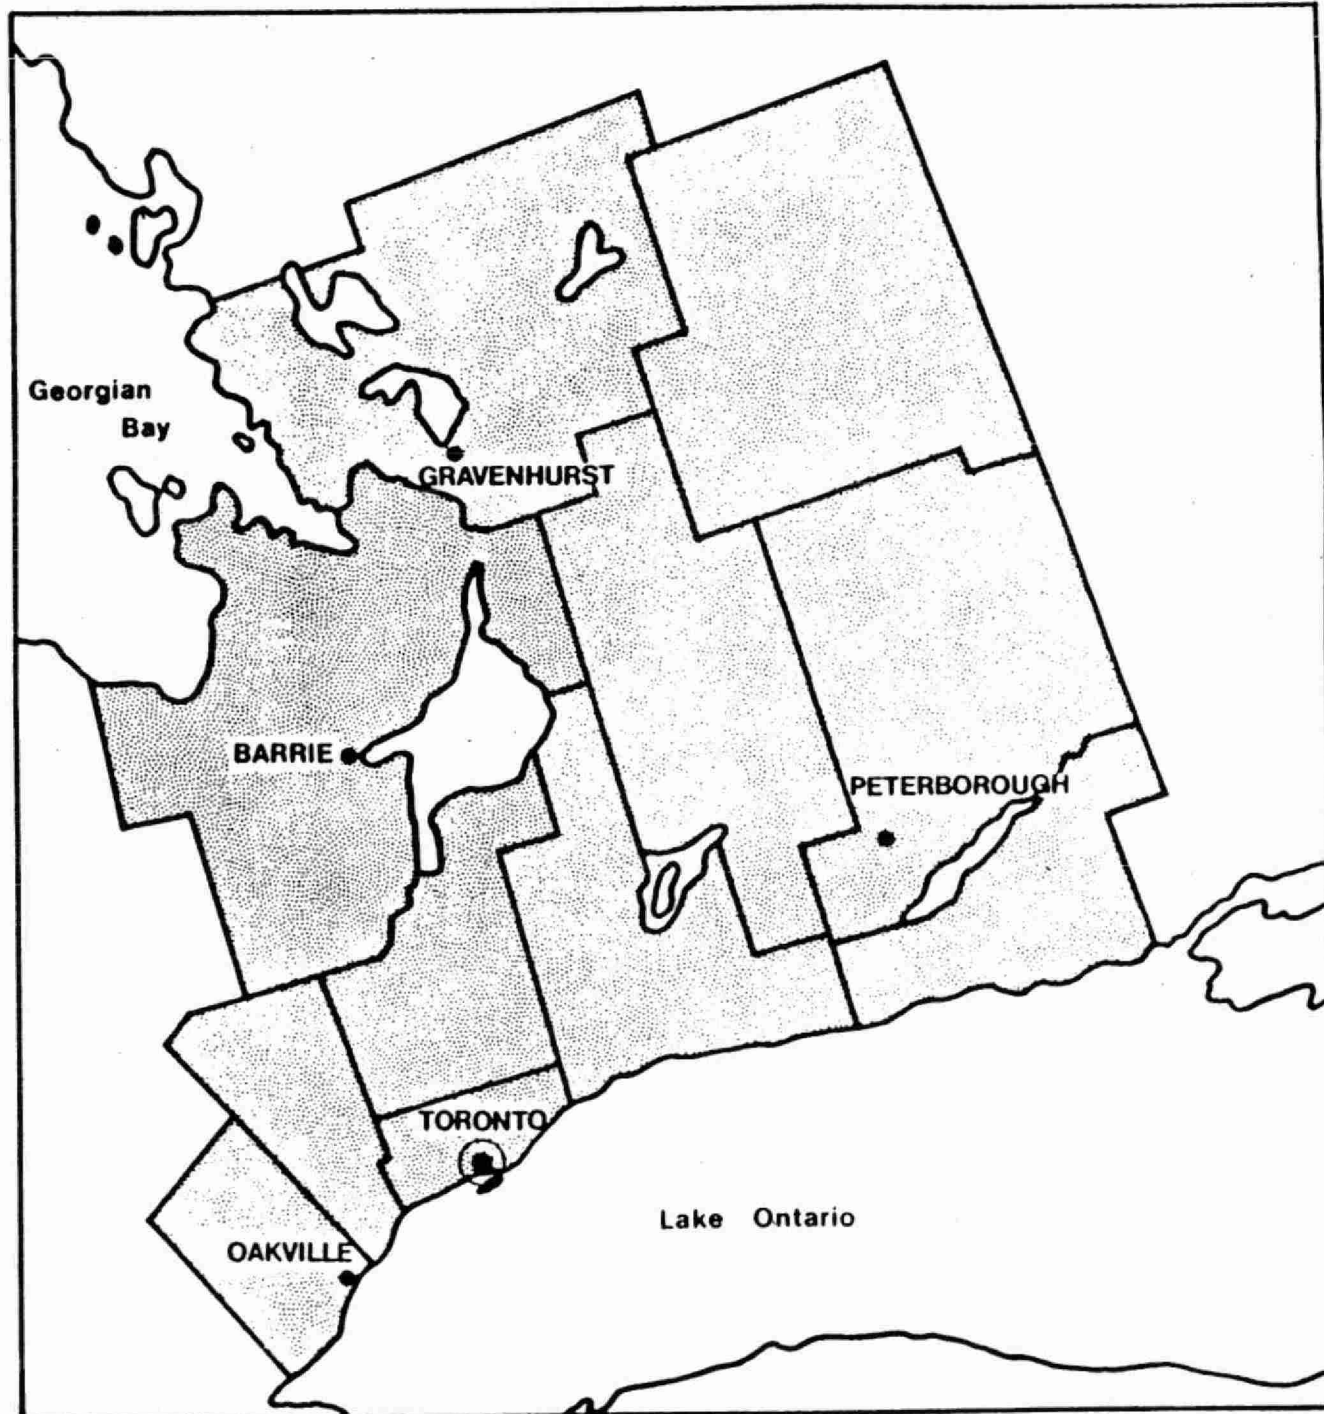 Georgian
Bay
GRAVENHURST
BARRIE
PETERBOROUGH
TORONTO
Lake Ontario
OAKVILLE